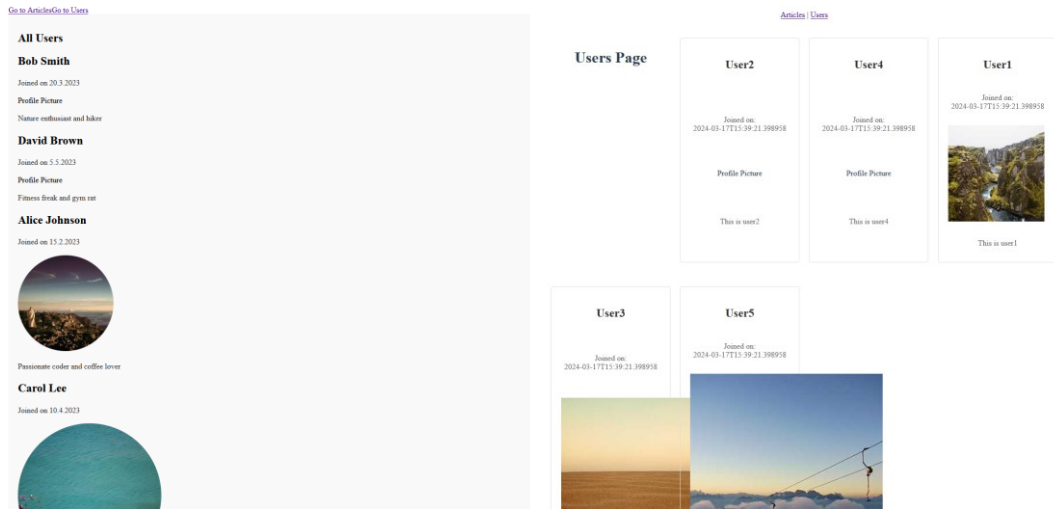 Go to ArticlesGo to Users
All Users
Bob Smith
Joined on 20.3.2023
Profile Picture
Nature enthusiast and hiker
David Brown
Joined on 5.5.2023
Profile Picture
Fitness freak and gym rat
Alice Johnson
Joined on 15.2.2023
Passionate coder and coffee lover
Carol Lee
Joined on 10.4.2023
Articles | Users
Users Page
User2
Joined on:
2024-03-17T15:39:21.398958
Profile Picture
This is user2
User4
Joined on:
2024-03-17T15:39:21.398958
Profile Picture
This is user4
User1
Joined on:
2024-03-17T15:39:21.398958
This is user1
User3
Joined on:
2024-03-17T15:39:21.398958
User5
Joined on:
2024-03-17T15:39:21.398958